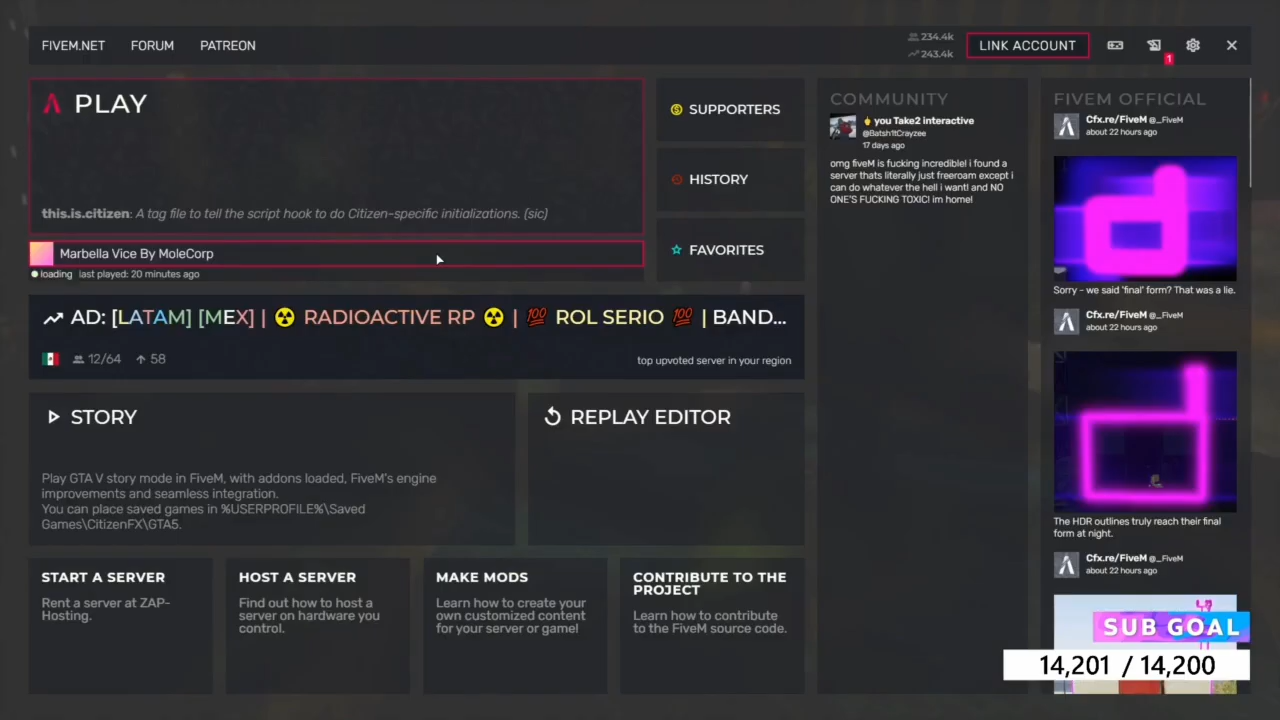 FIVEM.NET FORUM PATREON
234.4k
243.4k
LINK ACCOUNT
1
PLAY
this.is.citizen: A tag file to tell the script hook to do Citizen-specific initializations. (sic)
Marbella Vice By MoleCorp
loading last played: 20 minutes ago
SUPPORTERS
HISTORY
FAVORITES
AD: [LATAM] [MEX] | ☢ RADIOACTIVE RP ☢ | 💯 ROL SERIO 💯 | BAND...
12/64 58
top upvoted server in your region
STORY
Play GTA V story mode in FiveM, with addons loaded, FiveM's engine
improvements and seamless integration.
You can place saved games in %USERPROFILE%\Saved
Games\CitizenFX\GTA5.
REPLAY EDITOR
START A SERVER
Rent a server at ZAP-
Hosting.
HOST A SERVER
Find out how to host a
server on hardware you
control.
MAKE MODS
Learn how to create your
own customized content
for your server or game!
CONTRIBUTE TO THE
PROJECT
Learn how to contribute
to the FiveM source code.
COMMUNITY
🖕 you Take2 interactive
@Batsh1tCrayzee
17 days ago
omg fiveM is fucking incredible! i found a
server thats literally just freeroam except i
can do whatever the hell i want! and NO
ONE'S FUCKING TOXIC! im home!
FIVEM OFFICIAL
Cfx.re/FiveM @_FiveM
about 22 hours ago
Sorry - we said 'final' form? That was a lie.
Cfx.re/FiveM @_FiveM
about 22 hours ago
The HDR outlines truly reach their final
form at night.
Cfx.re/FiveM @_FiveM
about 22 hours ago
SUB GOAL
14,201 / 14,200